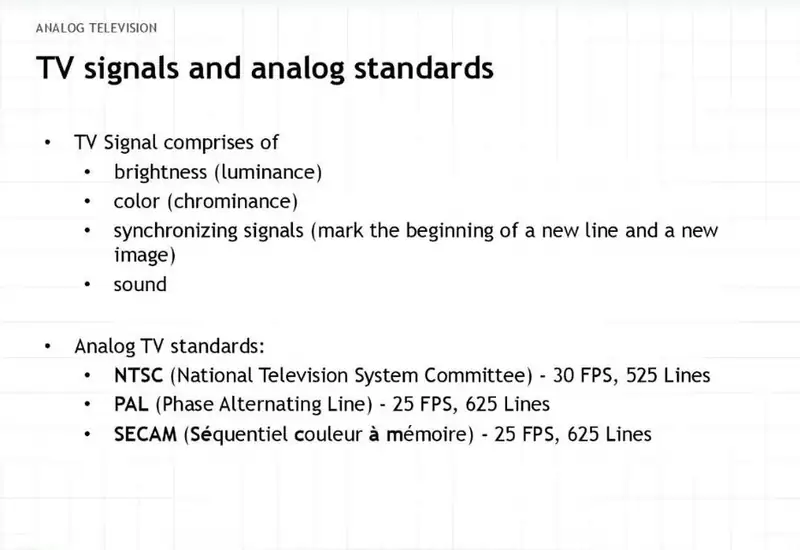 ANALOG TELEVISION
TV signals and analog standards
• TV Signal comprises of
• brightness (luminance)
• color (chrominance)
• synchronizing signals (mark the beginning of a new line and a new
image)
• sound
• Analog TV standards:
• NTSC (National Television System Committee) - 30 FPS, 525 Lines
• PAL (Phase Alternating Line) - 25 FPS, 625 Lines
• SECAM (Séquentiel couleur à mémoire) - 25 FPS, 625 Lines